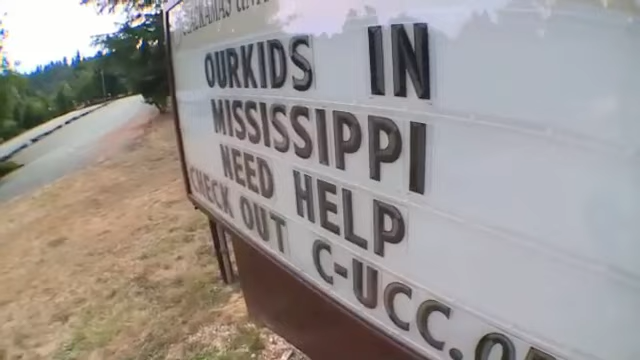 OURKIDS IN
MISSISSIPPI
NEED HELP
CHECK OUT C-UCC.O